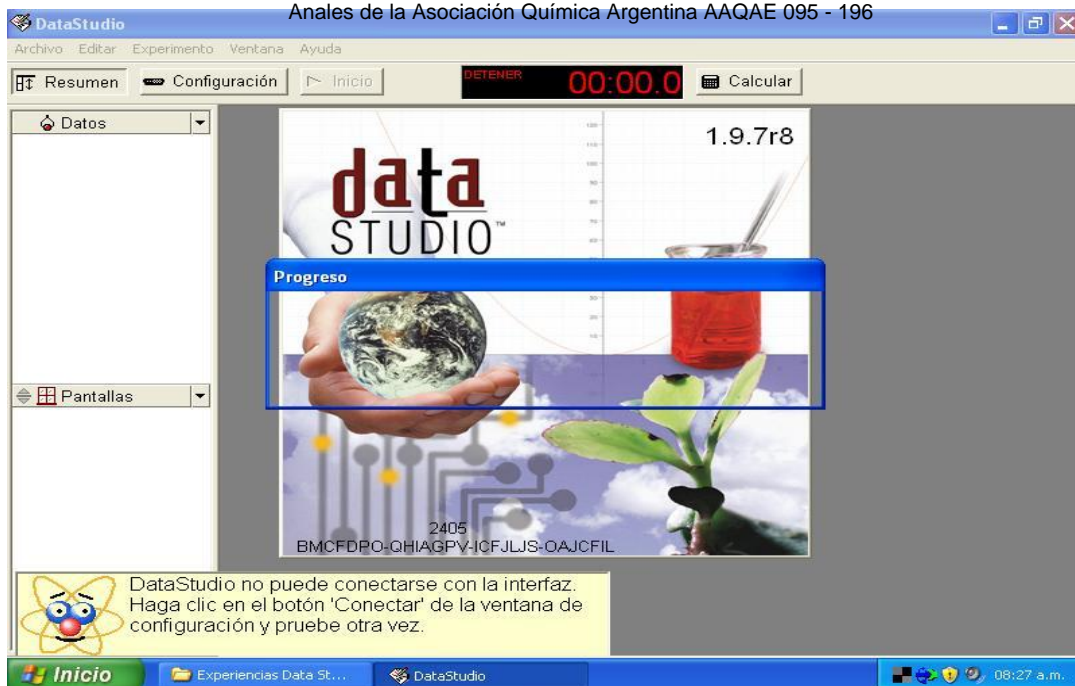 Anales de la Asociación Química Argentina AAQAE 095 - 196
DataStudio
Archivo Editar Experimento Ventana Ayuda
Resumen Configuración Inicio DETENER 00:00.0 Calcular
Datos
1.9.7r8
data
STUDIO™
Progreso
Pantallas
2405
BMCFDPO-QHIAGPV-ICFJLJS-OAJCFIL
DataStudio no puede conectarse con la interfaz.
Haga clic en el botón 'Conectar' de la ventana de
configuración y pruebe otra vez.
Inicio Experiencias Data St... DataStudio 08:27 a.m.